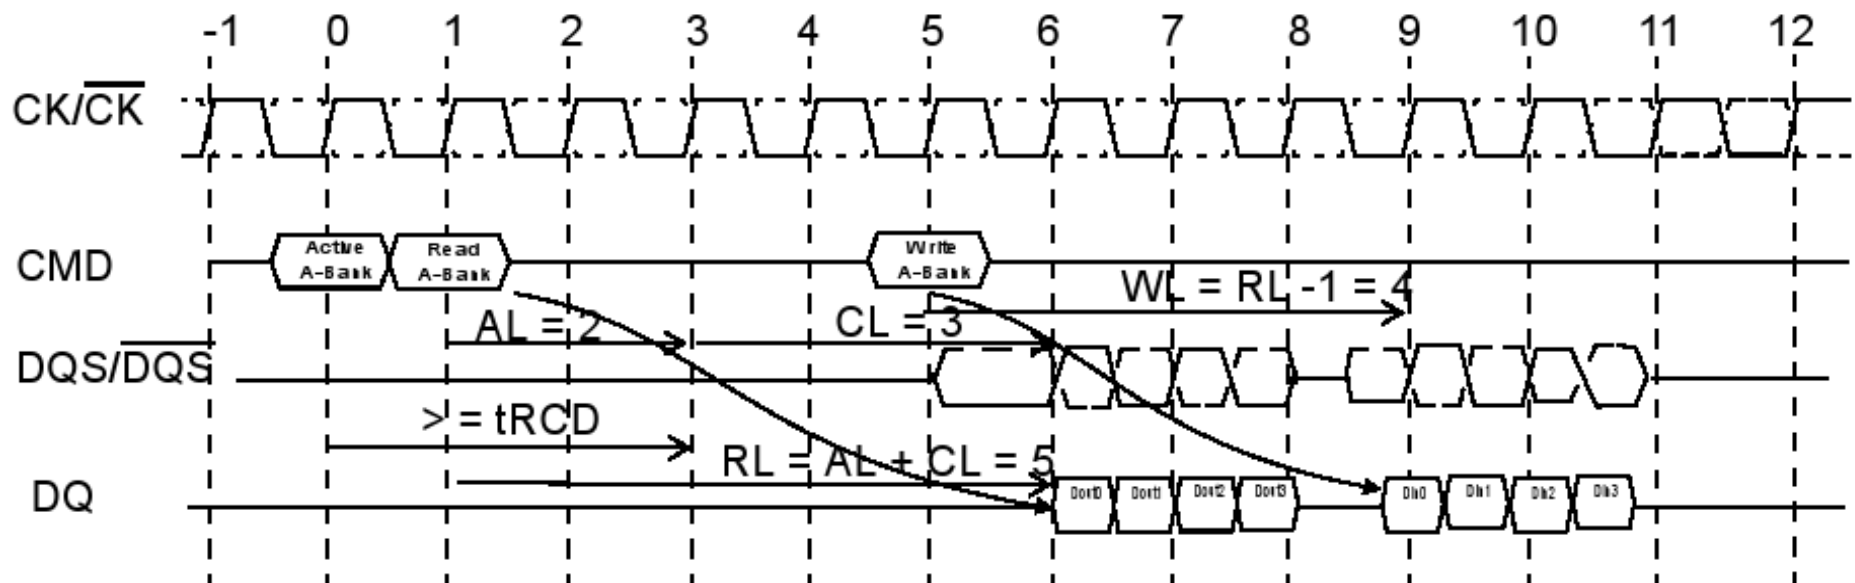 -1 0 1 2 3 4 5 6 7 8 9 10 11 12
CK/CK
Active Read Write
CMD A-Bank A-Bank A-Bank
WL = RL -1 = 4
AL = 2 CL = 3
DQS/DQS
> = tRCD
RL = AL + CL = 5
DQ Dout0 Dout1 Dout2 Dout3 Din0 Din1 Din2 Din3